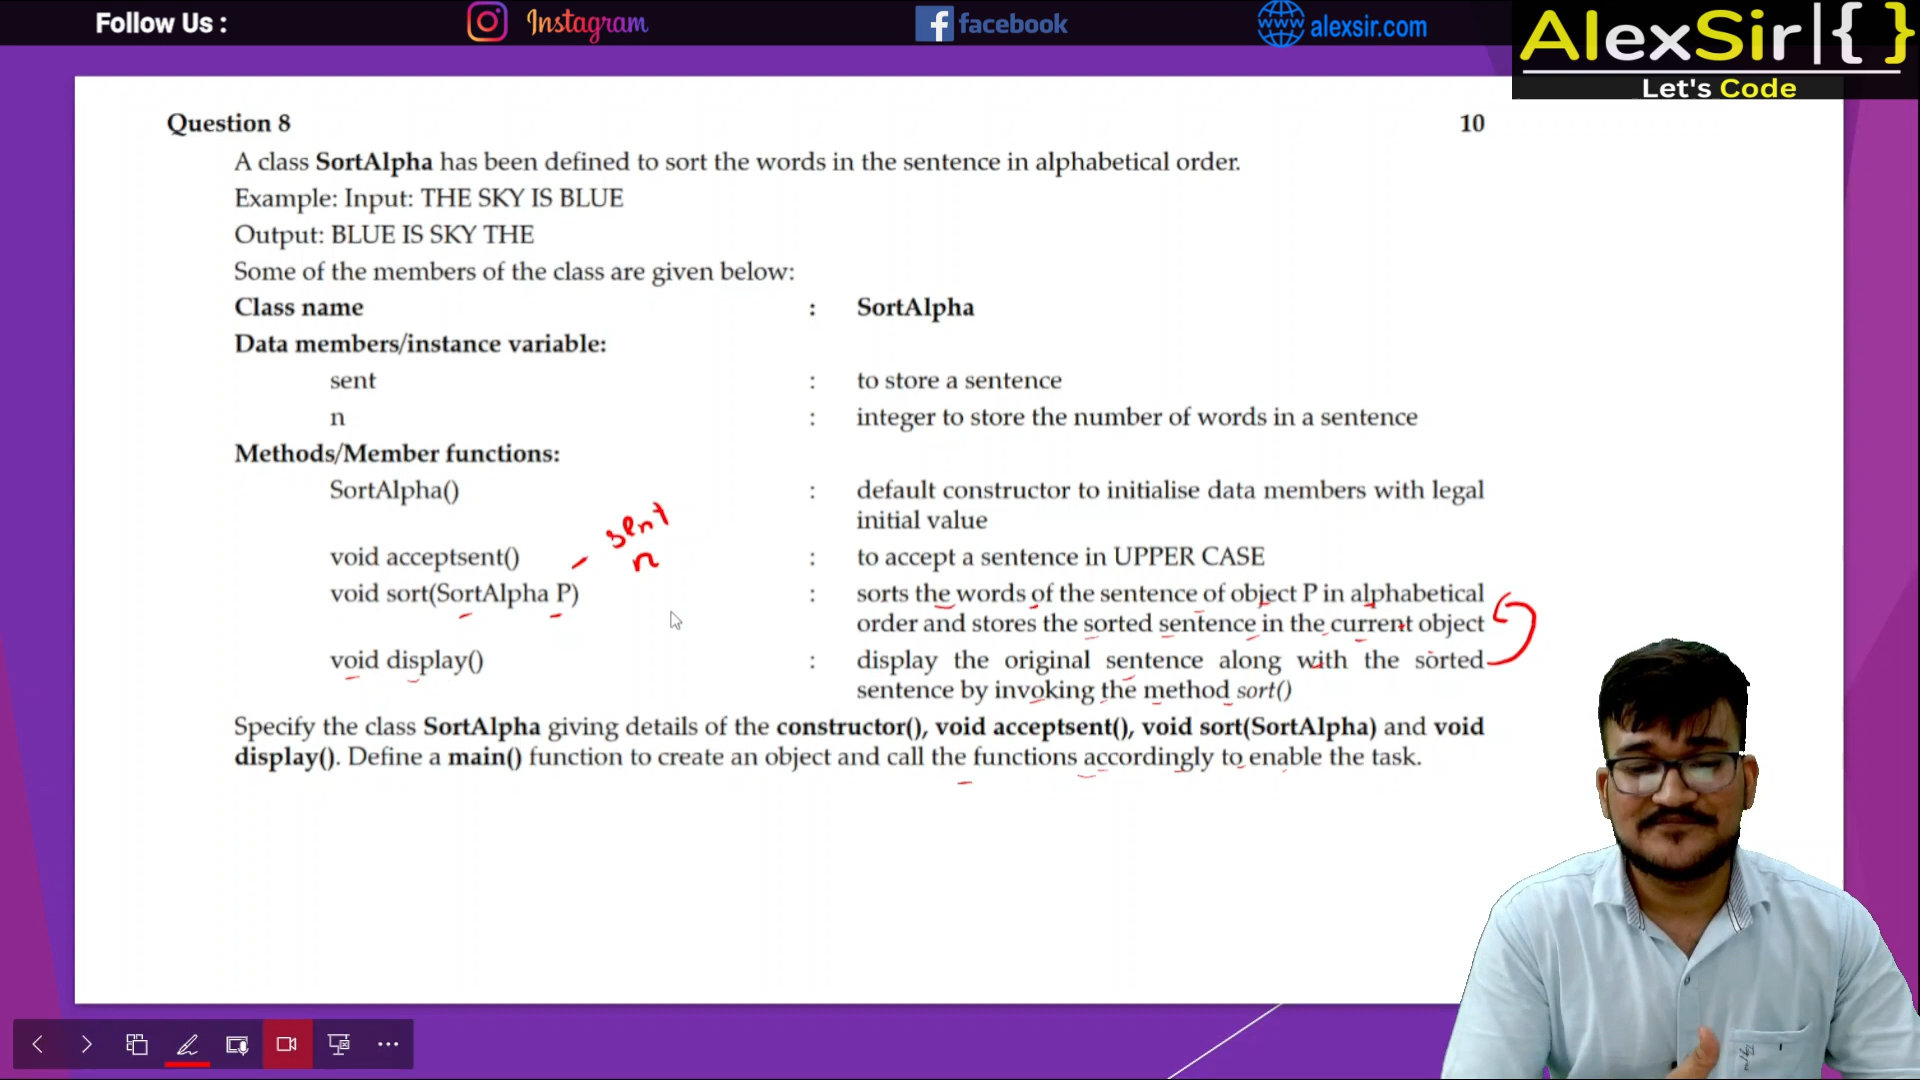 Follow Us :
Instagram
facebook
www alexsir.com
AlexSir|{ }
Let's Code
Question 8 10
A class SortAlpha has been defined to sort the words in the sentence in alphabetical order.
Example: Input: THE SKY IS BLUE
Output: BLUE IS SKY THE
Some of the members of the class are given below:
Class name : SortAlpha
Data members/instance variable:
sent : to store a sentence
n : integer to store the number of words in a sentence
Methods/Member functions:
SortAlpha() : default constructor to initialise data members with legal
initial value
sent
n
void acceptsent() : to accept a sentence in UPPER CASE
void sort(SortAlpha P) : sorts the words of the sentence of object P in alphabetical
order and stores the sorted sentence in the current object
void display() : display the original sentence along with the sorted
sentence by invoking the method sort()
Specify the class SortAlpha giving details of the constructor(), void acceptsent(), void sort(SortAlpha) and void
display(). Define a main() function to create an object and call the functions accordingly to enable the task.